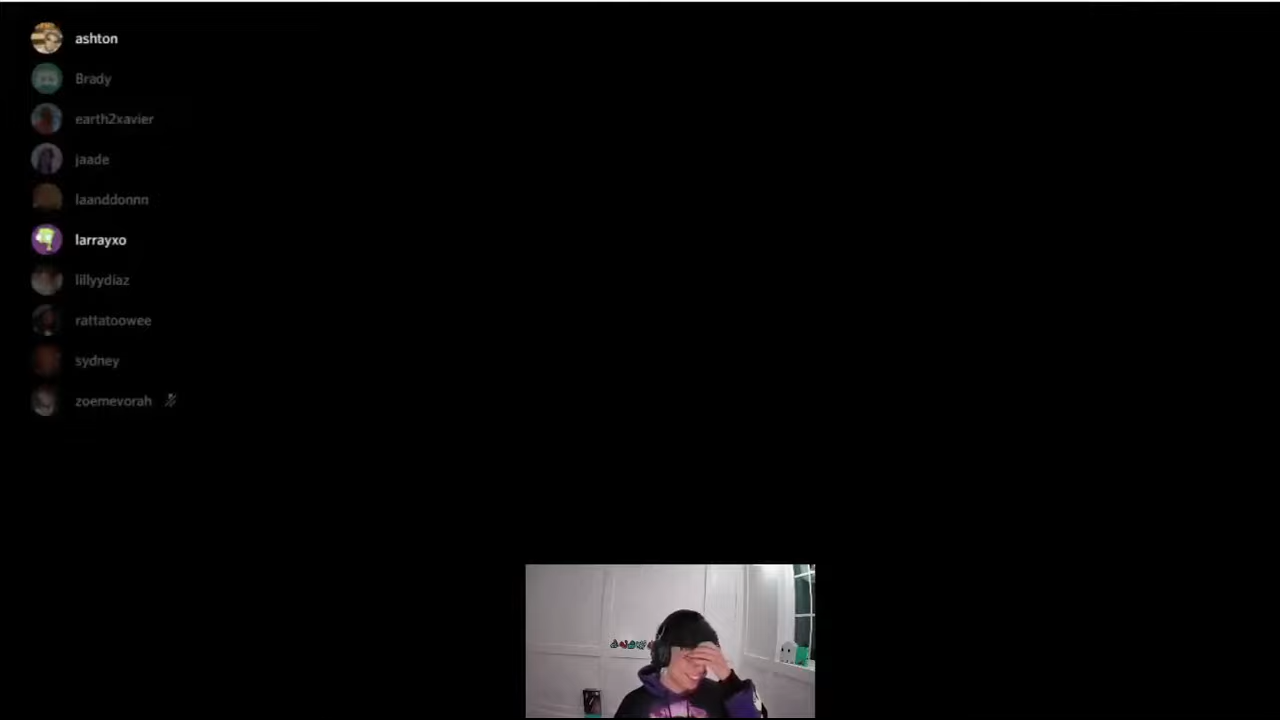 ashton
Brady
earth2xavier
jaade
laanddonnn
larrayxo
lillyydiaz
rattatoowee
sydney
zoemevorah